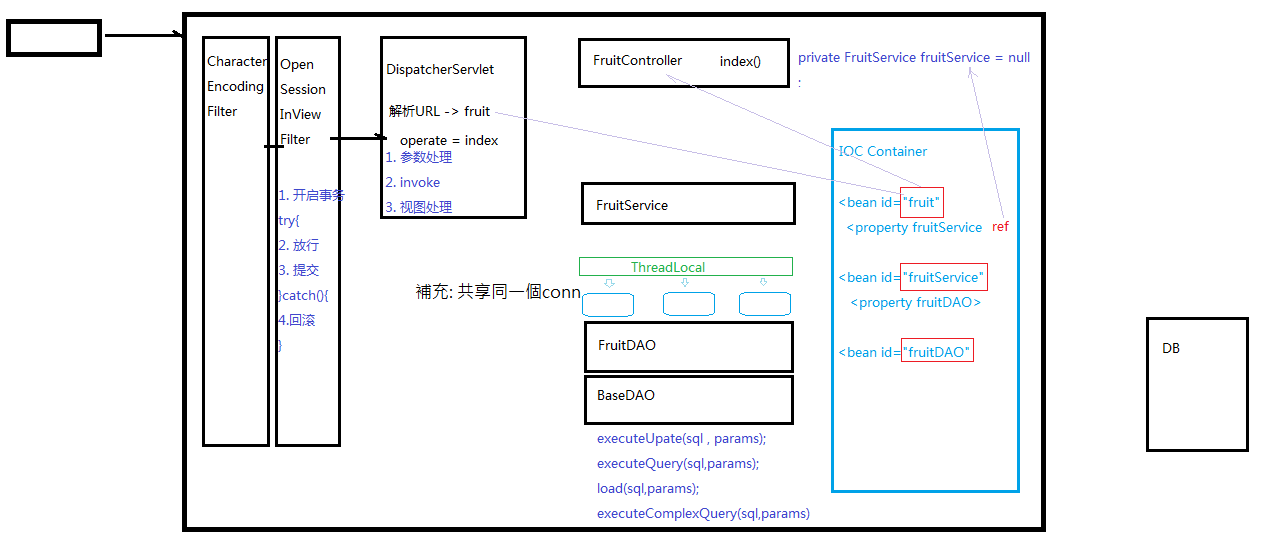 Character
Encoding
Filter
Open
Session
InView
Filter
1. 开启事务
try{
2. 放行
3. 提交
}catch(){
4.回滚
}
DispatcherServlet
解析URL -> fruit
operate = index
1. 参数处理
2. invoke
3. 视图处理
FruitController index()
private FruitService fruitService = null
:
FruitService
ThreadLocal
補充: 共享同一個conn
FruitDAO
BaseDAO
executeUpate(sql , params);
executeQuery(sql,params);
load(sql,params);
executeComplexQuery(sql,params)
IOC Container
<bean id="fruit"
<property fruitService ref
<bean id="fruitService"
<property fruitDAO>
<bean id="fruitDAO"
DB